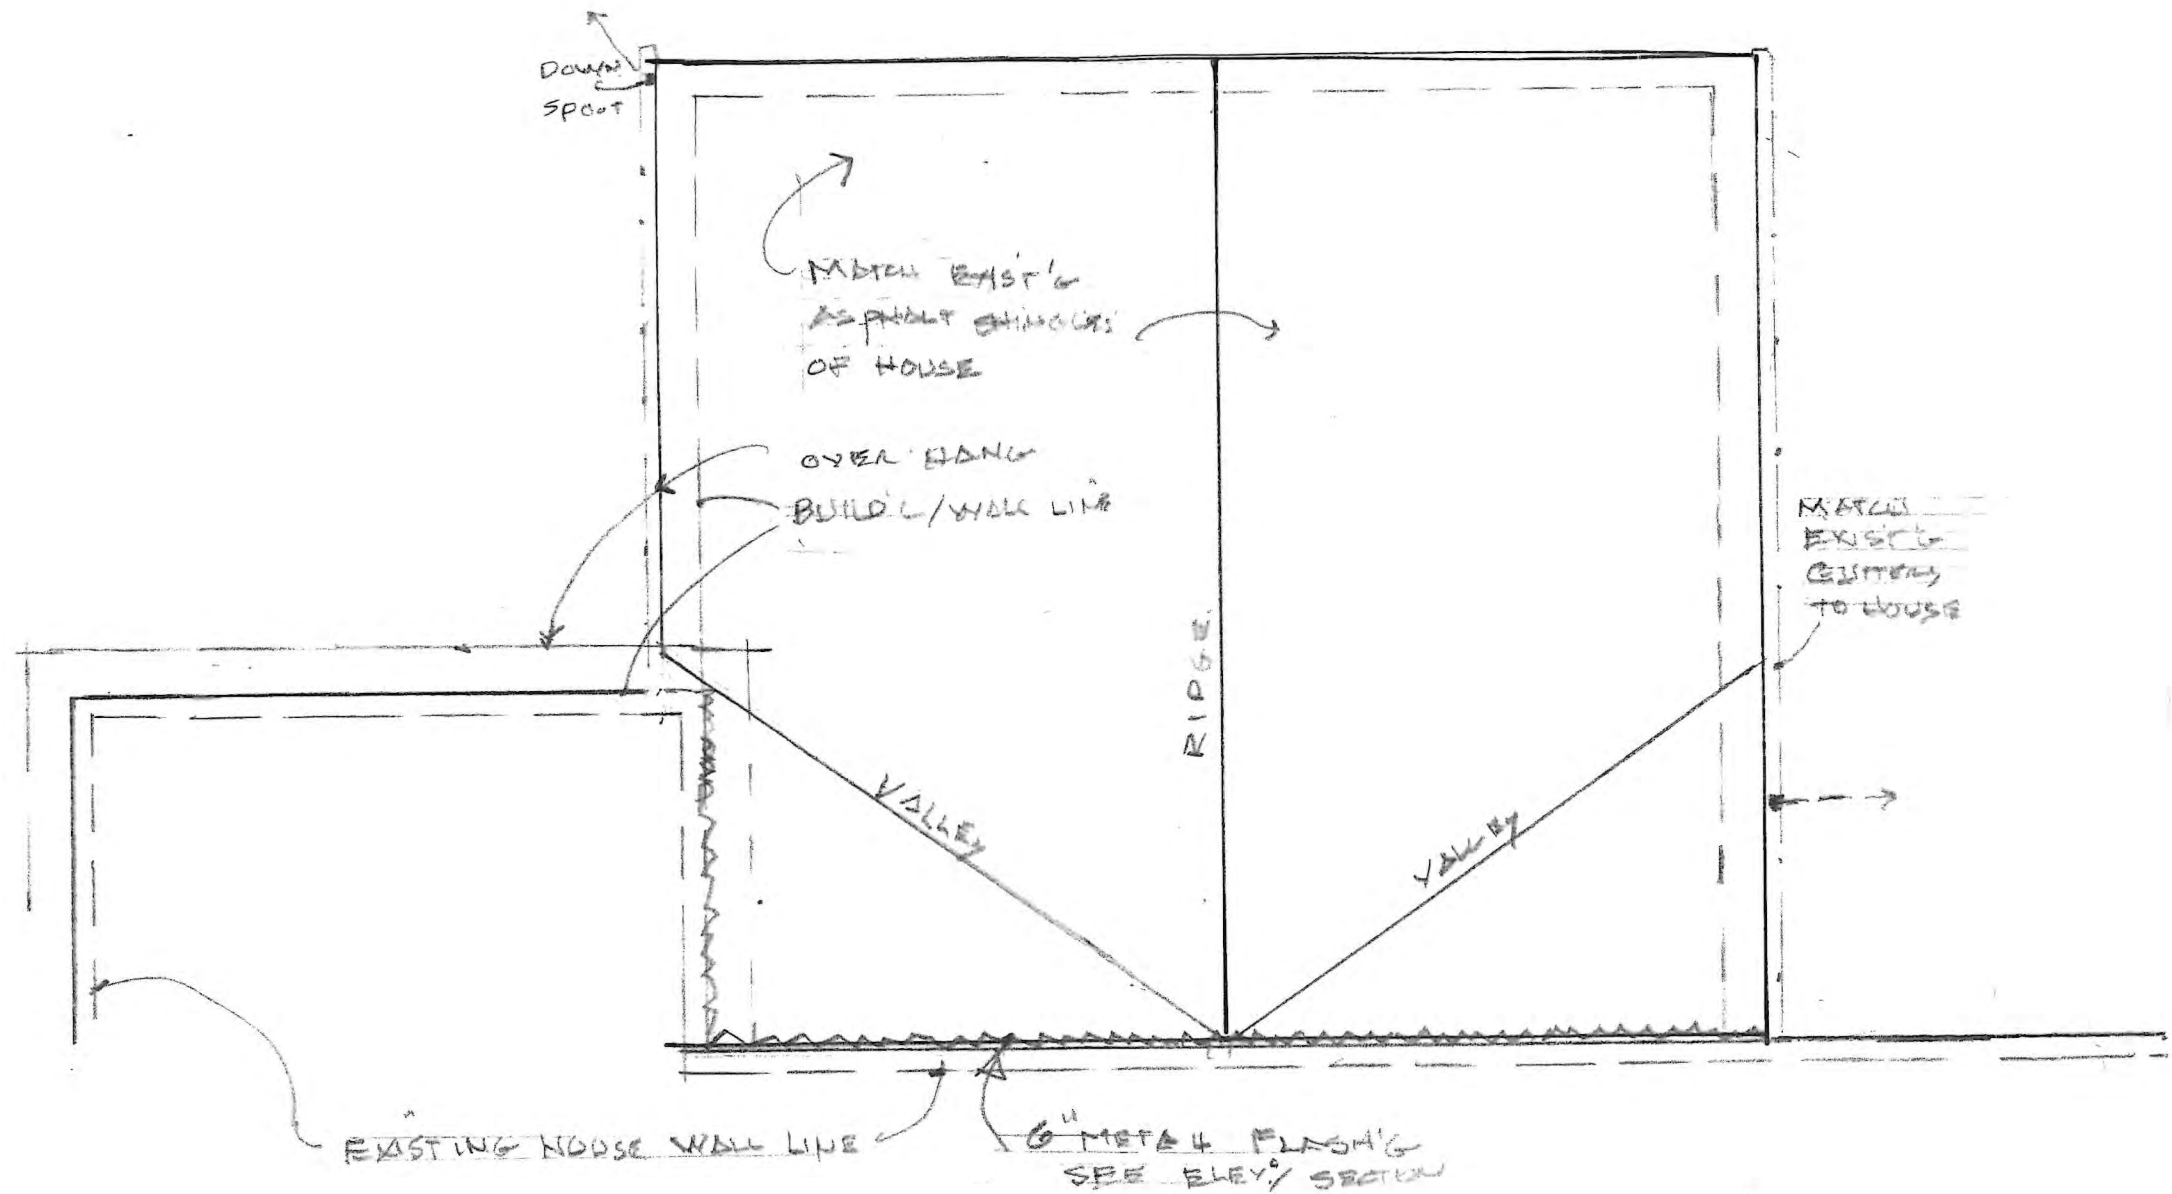 DOWN
SPOUT
MATCH EXIST'G
ASPHALT SHINGLES
OF HOUSE
OVER HANG
BUILD'G/WALL LINE
MATCH
EXIST'G
GUTTERS
TO HOUSE
RIDGE
VALLEY
VALLEY
EXISTING HOUSE WALL LINE
6" METAL FLASH'G
SEE ELEV./SECTION